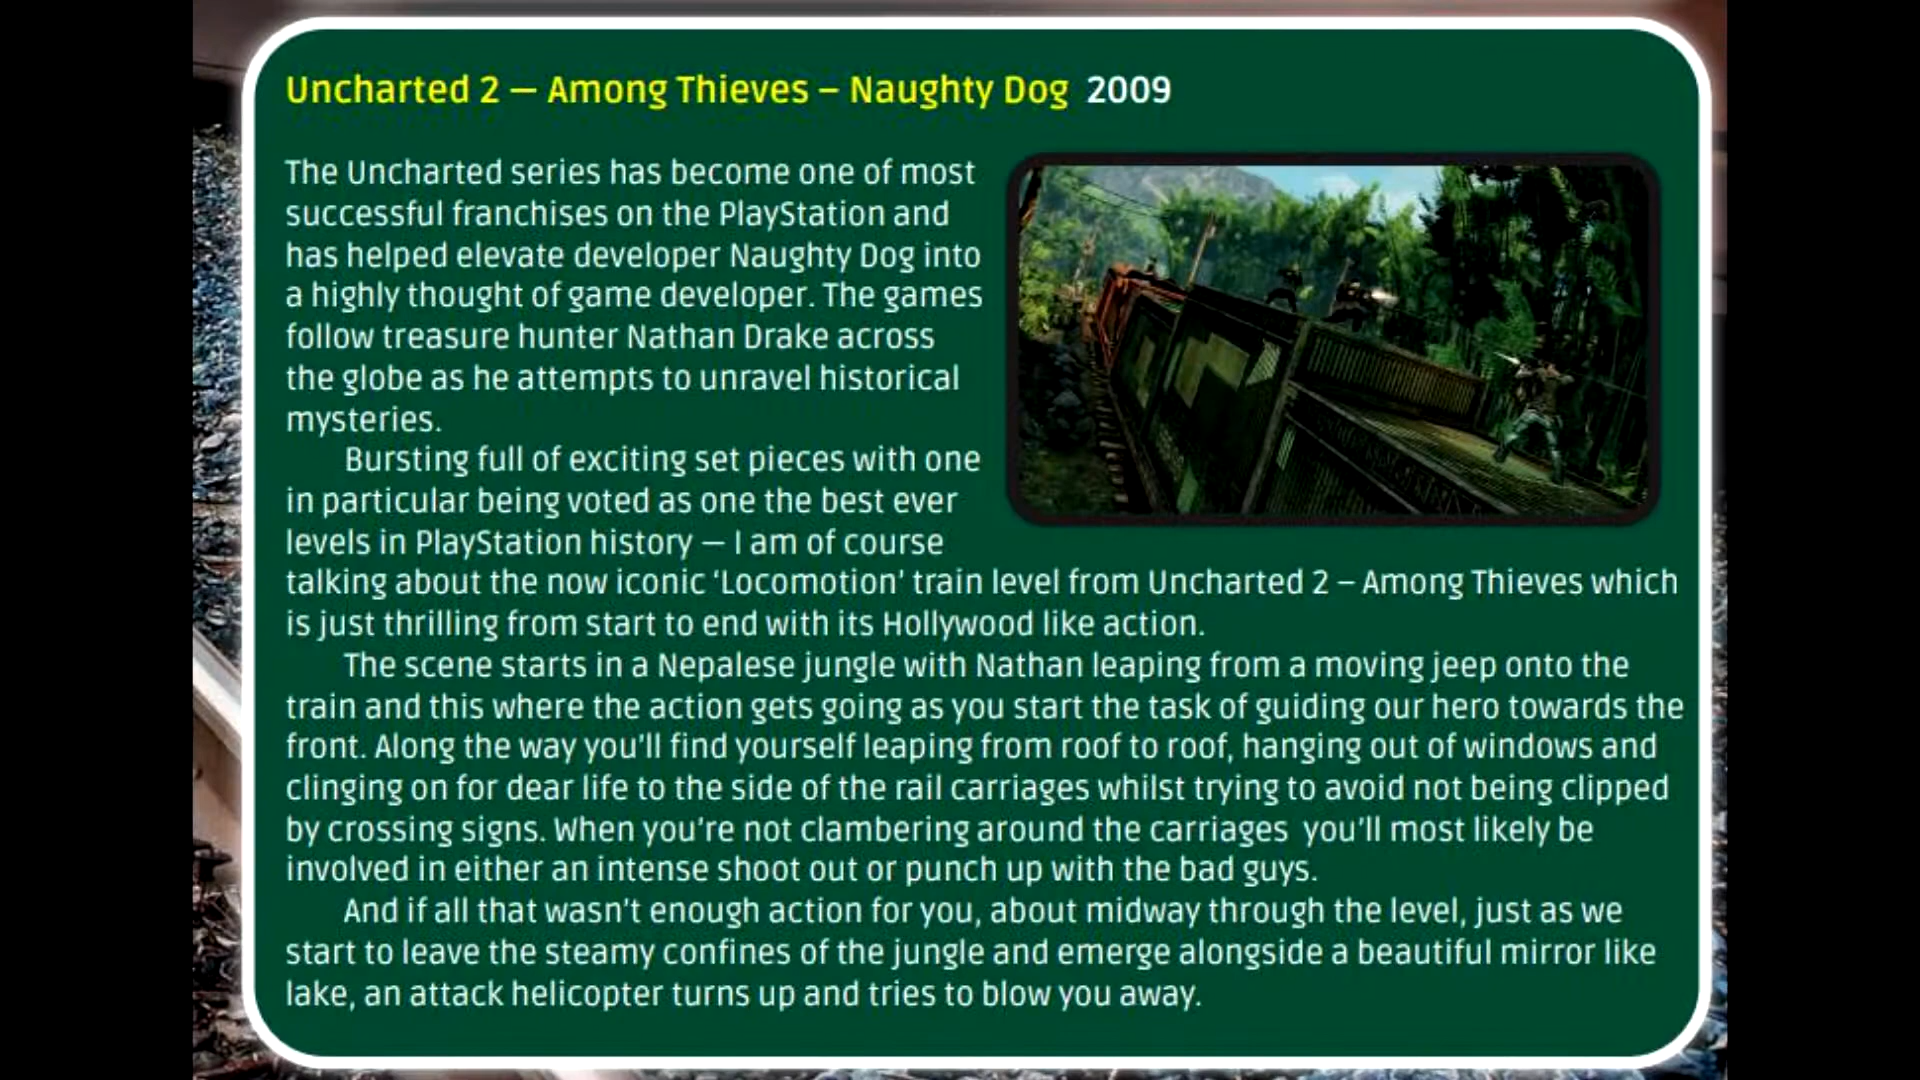 Uncharted 2 — Among Thieves – Naughty Dog 2009
The Uncharted series has become one of most
successful franchises on the PlayStation and
has helped elevate developer Naughty Dog into
a highly thought of game developer. The games
follow treasure hunter Nathan Drake across
the globe as he attempts to unravel historical
mysteries.
Bursting full of exciting set pieces with one
in particular being voted as one the best ever
levels in PlayStation history — I am of course
talking about the now iconic ‘Locomotion’ train level from Uncharted 2 – Among Thieves which
is just thrilling from start to end with its Hollywood like action.
The scene starts in a Nepalese jungle with Nathan leaping from a moving jeep onto the
train and this where the action gets going as you start the task of guiding our hero towards the
front. Along the way you’ll find yourself leaping from roof to roof, hanging out of windows and
clinging on for dear life to the side of the rail carriages whilst trying to avoid not being clipped
by crossing signs. When you’re not clambering around the carriages you’ll most likely be
involved in either an intense shoot out or punch up with the bad guys.
And if all that wasn’t enough action for you, about midway through the level, just as we
start to leave the steamy confines of the jungle and emerge alongside a beautiful mirror like
lake, an attack helicopter turns up and tries to blow you away.